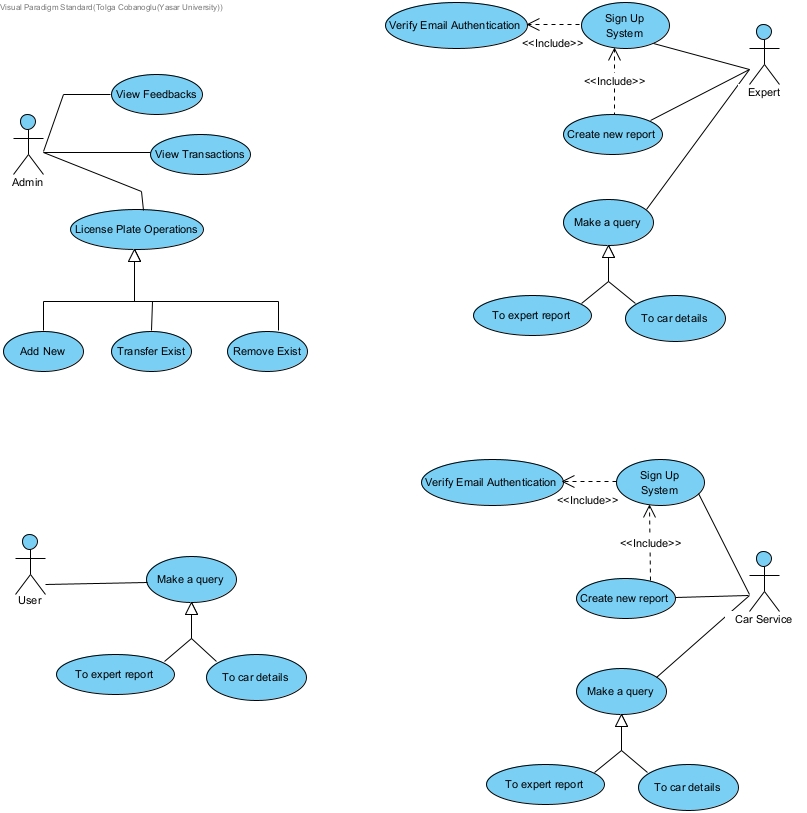 Visual Paradigm Standard(Tolga Cobanoglu(Yasar University))
View Feedbacks
View Transactions
Admin
License Plate Operations
Add New
Transfer Exist
Remove Exist
Verify Email Authentication
<<Include>>
Sign Up
System
<<Include>>
Expert
Create new report
Make a query
To expert report
To car details
User
Make a query
To expert report
To car details
Verify Email Authentication
<<Include>>
Sign Up
System
<<Include>>
Create new report
Car Service
Make a query
To expert report
To car details